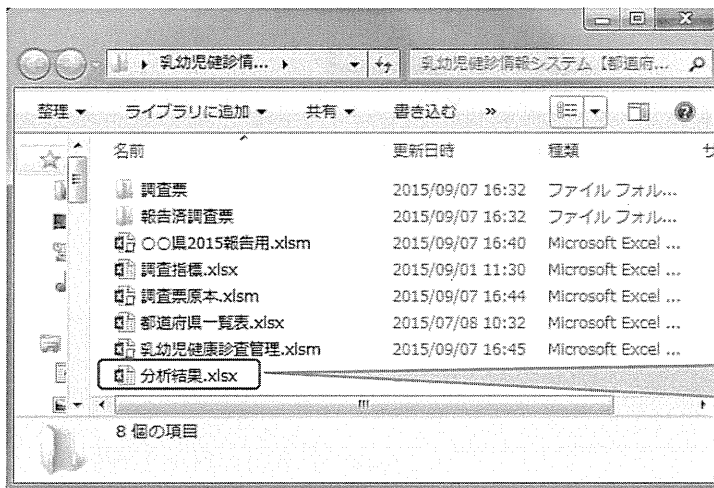 乳幼児健診情...
乳幼児健診情報システム【都道府...
整理 ライブラリに追加 共有 書き込む »
名前 更新日時 種類 サ
調査票 2015/09/07 16:32 ファイル フォル...
報告済調査票 2015/09/07 16:32 ファイル フォル...
○○県2015報告用.xlsm 2015/09/07 16:40 Microsoft Excel ...
調査指標.xlsx 2015/09/01 11:30 Microsoft Excel ...
調査票原本.xlsm 2015/09/07 16:44 Microsoft Excel ...
都道府県一覧表.xlsx 2015/07/08 10:32 Microsoft Excel ...
乳幼児健康診査管理.xlsm 2015/09/07 16:45 Microsoft Excel ...
分析結果.xlsx
8 個の項目